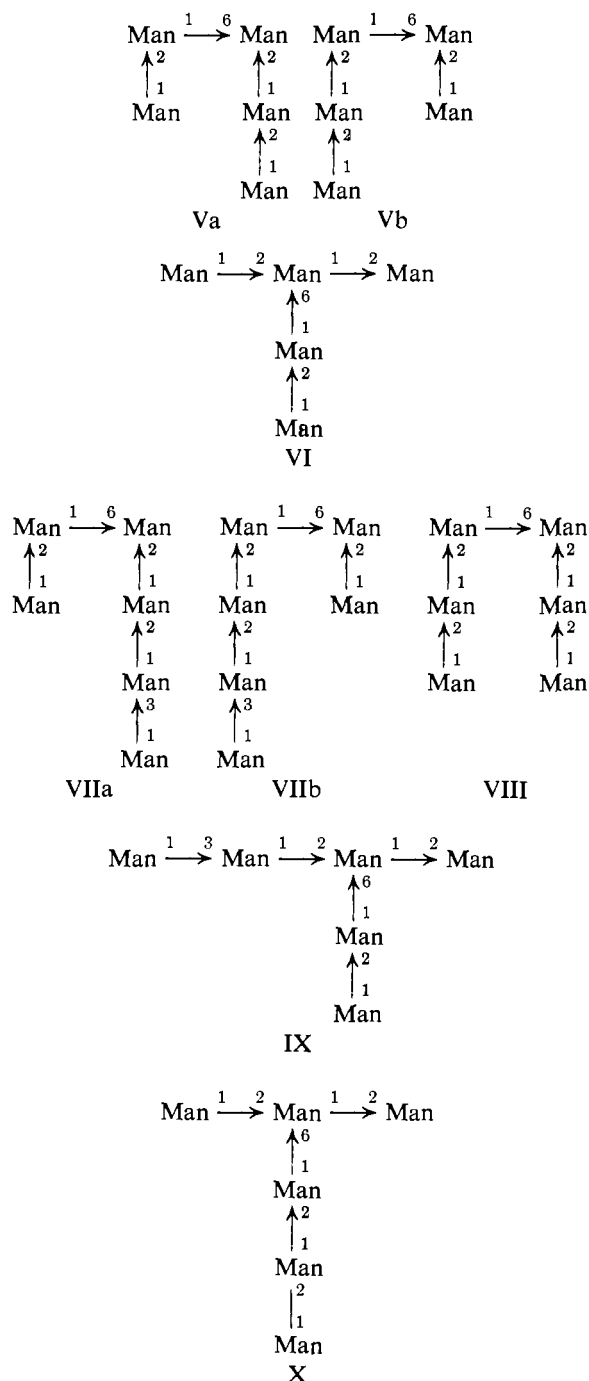 1 6 1 6
Man Man Man Man
2 2 2 2
1 1 1 1
Man Man Man Man
2 2
1 1
Man Man
Va Vb
1 2 1 2
Man Man Man
6
1
Man
2
1
Man
VI
1 6 1 6 1 6
Man Man Man Man Man Man
2 2 2 2 2 2
1 1 1 1 1 1
Man Man Man Man Man Man
2 2 2 2
1 1 1 1
Man Man Man Man
3 3
1 1
Man Man
VIIa VIIb VIII
1 3 1 2 1 2
Man Man Man Man
6
1
Man
2
1
Man
IX
1 2 1 2
Man Man Man
6
1
Man
2
1
Man
2
1
Man
X